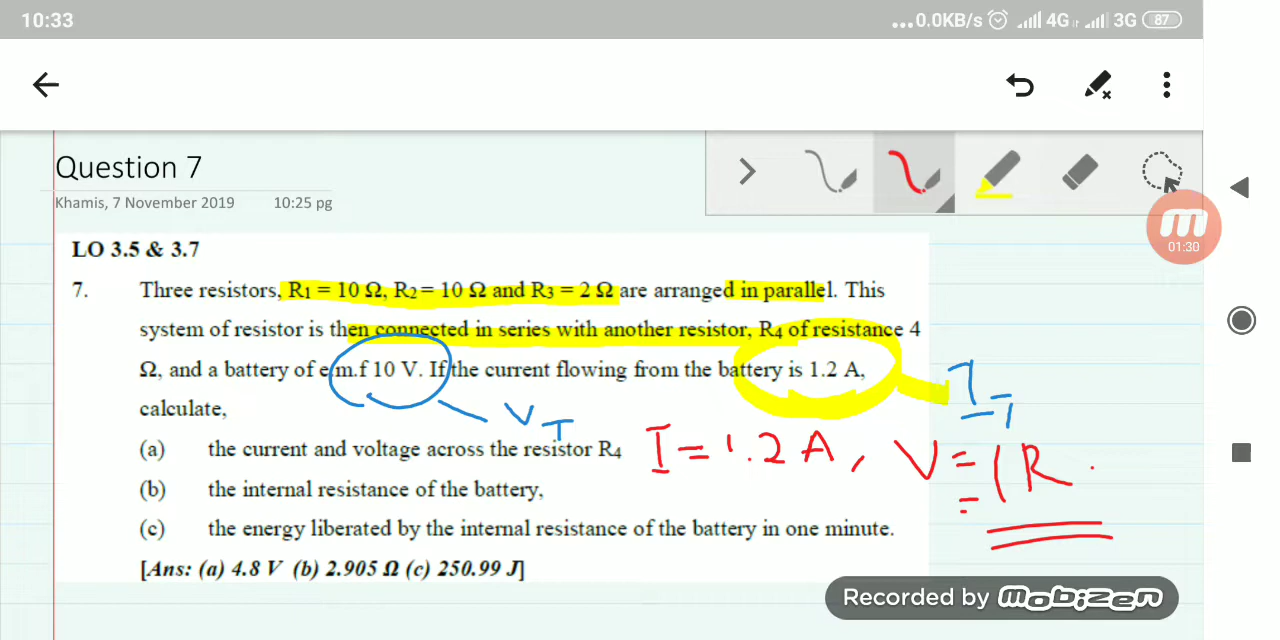 10:33
...0.0KB/s 4G 3G 87
Question 7
Khamis, 7 November 2019 10:25 pg
01:30
LO 3.5 & 3.7
7. Three resistors, R1 = 10 Ω, R2 = 10 Ω and R3 = 2 Ω are arranged in parallel. This
system of resistor is then connected in series with another resistor, R4 of resistance 4
Ω, and a battery of e.m.f 10 V. If the current flowing from the battery is 1.2 A,
calculate,
VT
(a) the current and voltage across the resistor R4
I = 1.2 A, V = IR
(b) the internal resistance of the battery,
=
(c) the energy liberated by the internal resistance of the battery in one minute.
[Ans: (a) 4.8 V (b) 2.905 Ω (c) 250.99 J]
Recorded by mobizen